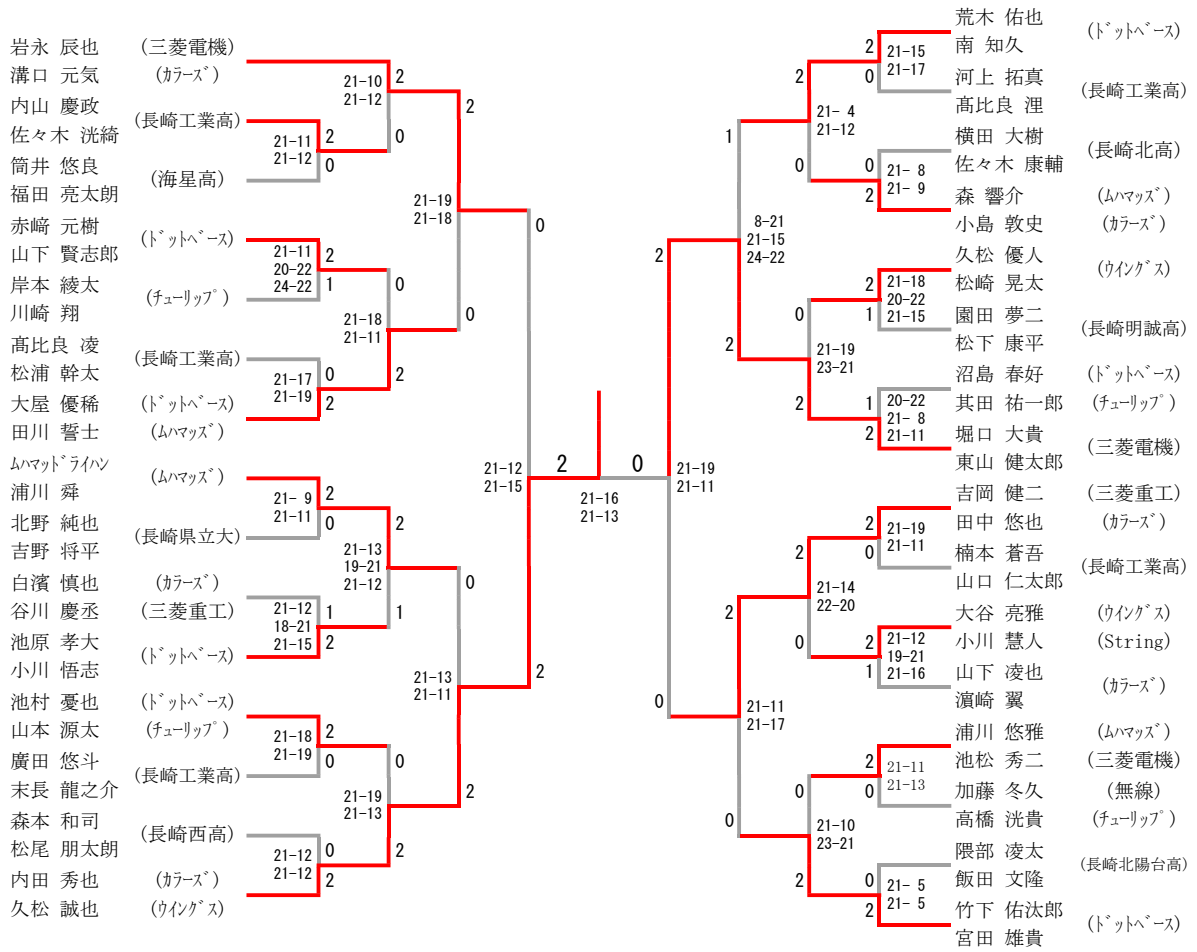 岩永 辰也 (三菱電機)
溝口 元気 (カラーズ)
内山 慶政
(長崎工業高)
佐々木 洸綺
筒井 悠良
(海星高)
福田 亮太朗
赤﨑 元樹
(ドットベース)
山下 賢志郎
岸本 綾太
(チューリップ)
川崎 翔
髙比良 凌
(長崎工業高)
松浦 幹太
大屋 優稀 (ドットベース)
田川 誓士 (ムハマッズ)
ムハマッドライハン
(ムハマッズ)
浦川 舜
北野 純也
(長崎県立大)
吉野 将平
白濱 慎也 (カラーズ)
谷川 慶丞 (三菱重工)
池原 孝大
(ドットベース)
小川 悟志
池村 憂也 (ドットベース)
山本 源太 (チューリップ)
廣田 悠斗
(長崎工業高)
末長 龍之介
森本 和司
(長崎西高)
松尾 朋太朗
内田 秀也 (カラーズ)
久松 誠也 (ウイングス)
21-11
21-12
2
0
21-11
20-22
24-22
2
1
21-17
21-19
0
2
21- 9
21-11
2
0
21-12
18-21
21-15
1
2
21-18
21-19
2
0
21-12
21-12
0
2
21-10
21-12
2
0
21-18
21-11
0
2
21-13
19-21
21-12
2
1
21-19
21-13
0
2
21-19
21-18
2
0
21-13
21-11
0
2
21-12
21-15
0
2
2 0
21-16
21-13
21-19
21-11
2
0
8-21
21-15
24-22
1
2
21-11
21-17
2
0
21- 4
21-12
2
0
21-19
23-21
0
2
21-14
22-20
2
0
21-10
23-21
0
2
21-15
21-17
2
0
21- 8
21- 9
0
2
21-18
20-22
21-15
2
1
20-22
21- 8
21-11
1
2
21-19
21-11
2
0
21-12
19-21
21-16
2
1
21-11
21-13
2
0
21- 5
21- 5
0
2
荒木 佑也
(ドットベース)
南 知久
河上 拓真
(長崎工業高)
髙比良 浬
横田 大樹
(長崎北高)
佐々木 康輔
森 響介 (ムハマッズ)
小島 敦史 (カラーズ)
久松 優人
(ウイングス)
松崎 晃太
園田 夢二
(長崎明誠高)
松下 康平
沼島 春好 (ドットベース)
其田 祐一郎 (チューリップ)
堀口 大貴
(三菱電機)
東山 健太郎
吉岡 健二 (三菱重工)
田中 悠也 (カラーズ)
楠本 蒼吾
(長崎工業高)
山口 仁太郎
大谷 亮雅 (ウイングス)
小川 慧人 (String)
山下 凌也
(カラーズ)
濵崎 翼
浦川 悠雅 (ムハマッズ)
池松 秀二 (三菱電機)
加藤 冬久 (無線)
高橋 洸貴 (チューリップ)
隈部 凌太
(長崎北陽台高)
飯田 文隆
竹下 佑汰郎
(ドットベース)
宮田 雄貴